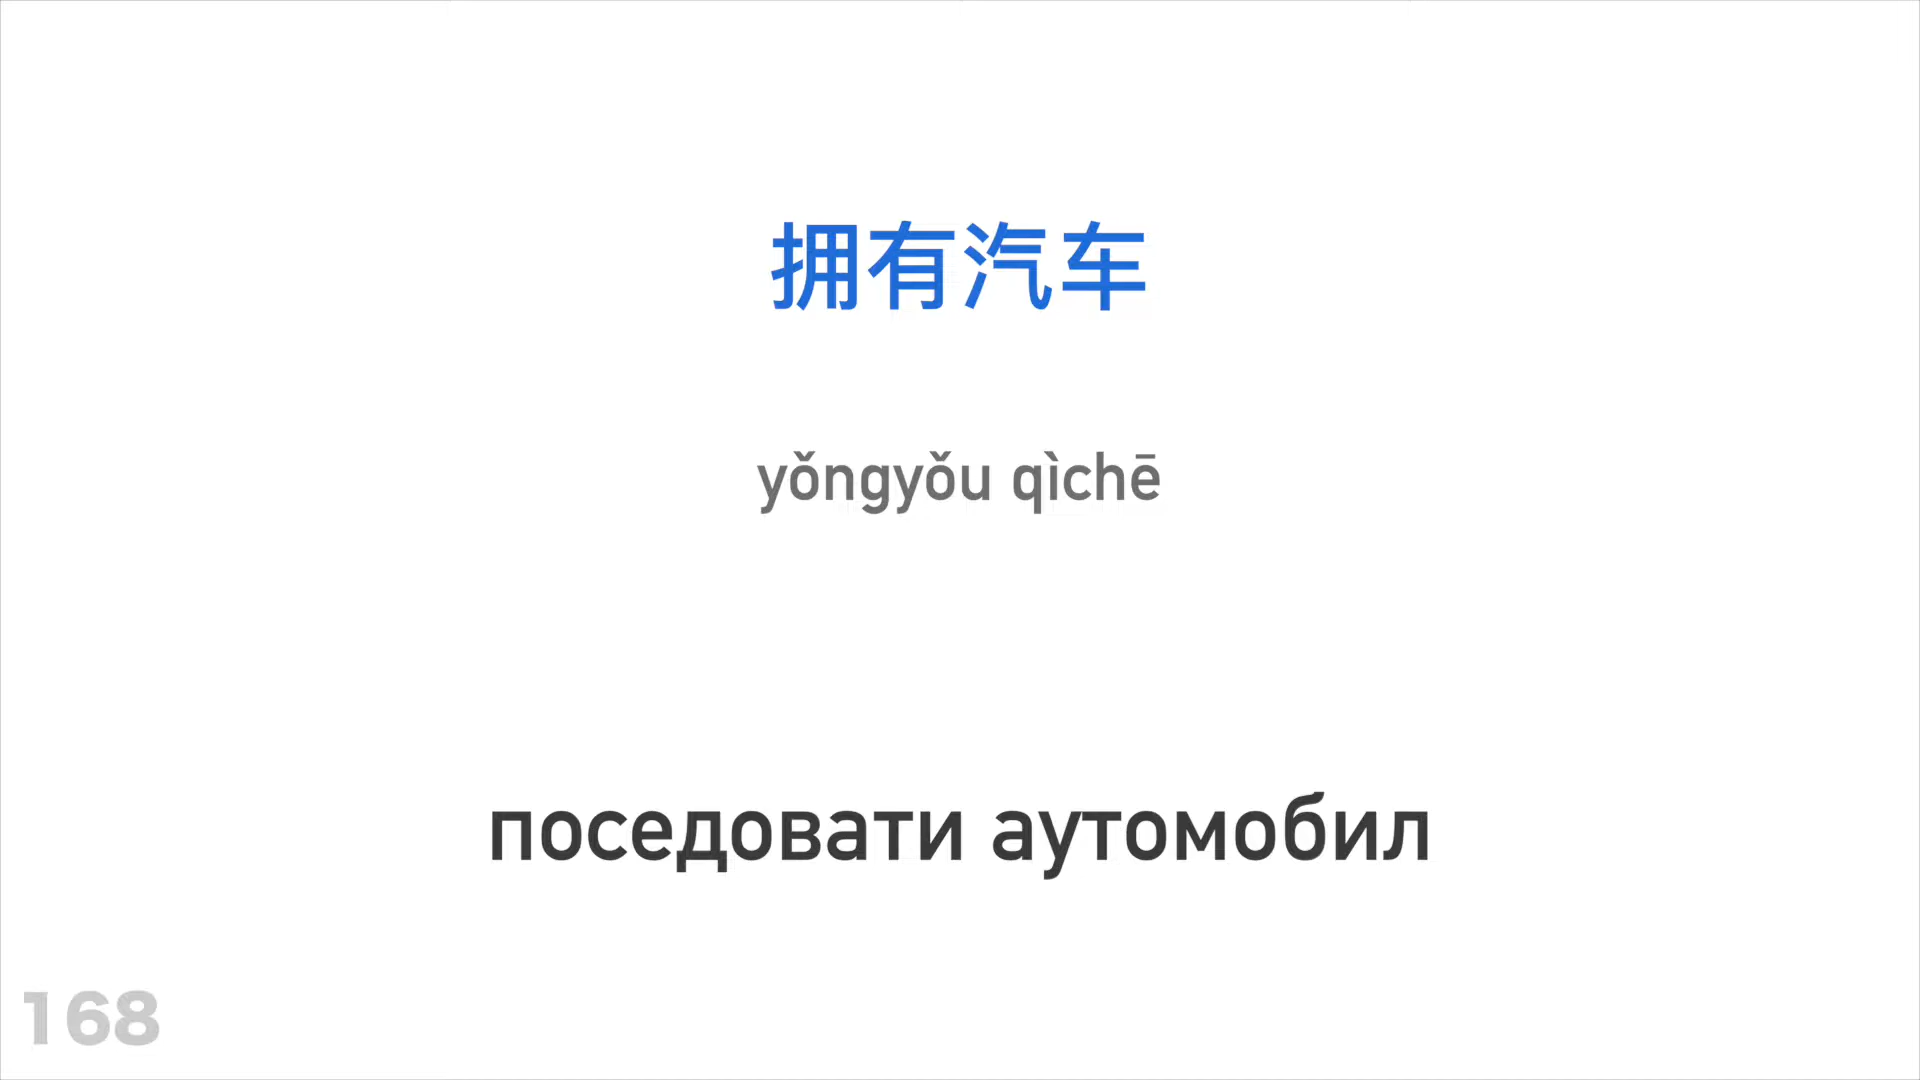 拥有汽车
yǒngyǒu qìchē
поседовати аутомобил
168